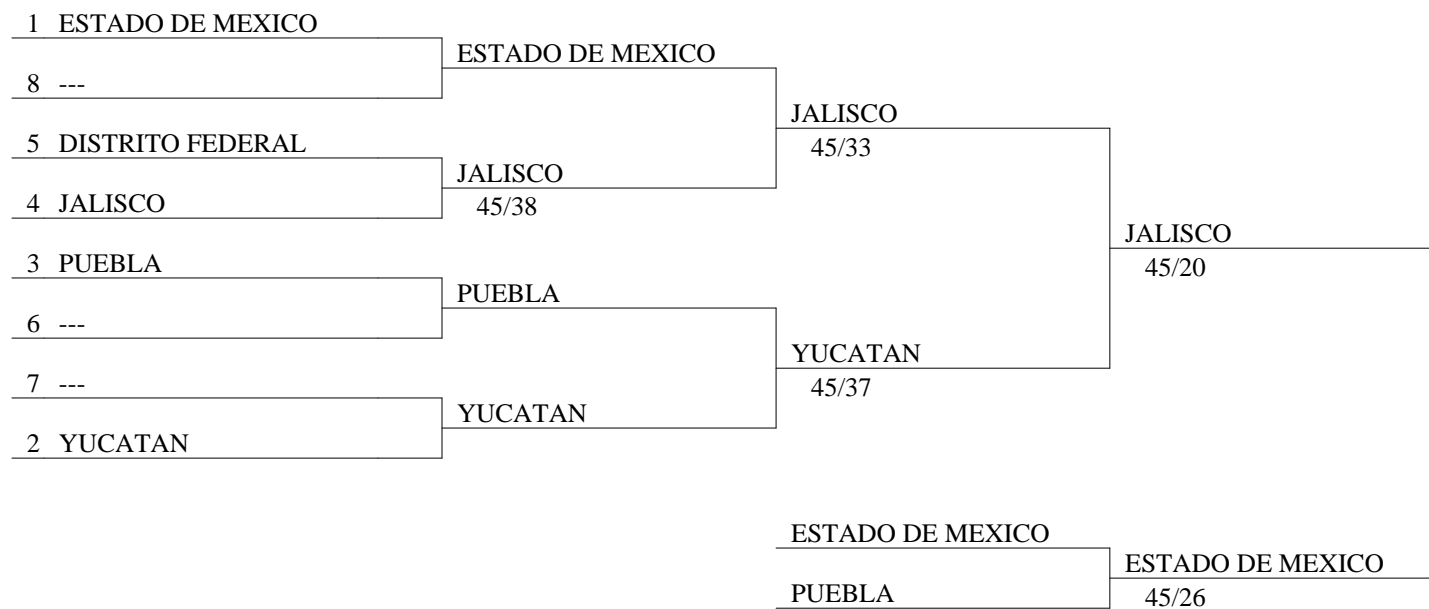 1 ESTADO DE MEXICO
ESTADO DE MEXICO
8 ---
JALISCO
45/33
5 DISTRITO FEDERAL
JALISCO
45/38
4 JALISCO
JALISCO
45/20
3 PUEBLA
PUEBLA
6 ---
YUCATAN
45/37
7 ---
YUCATAN
2 YUCATAN
ESTADO DE MEXICO
ESTADO DE MEXICO
45/26
PUEBLA